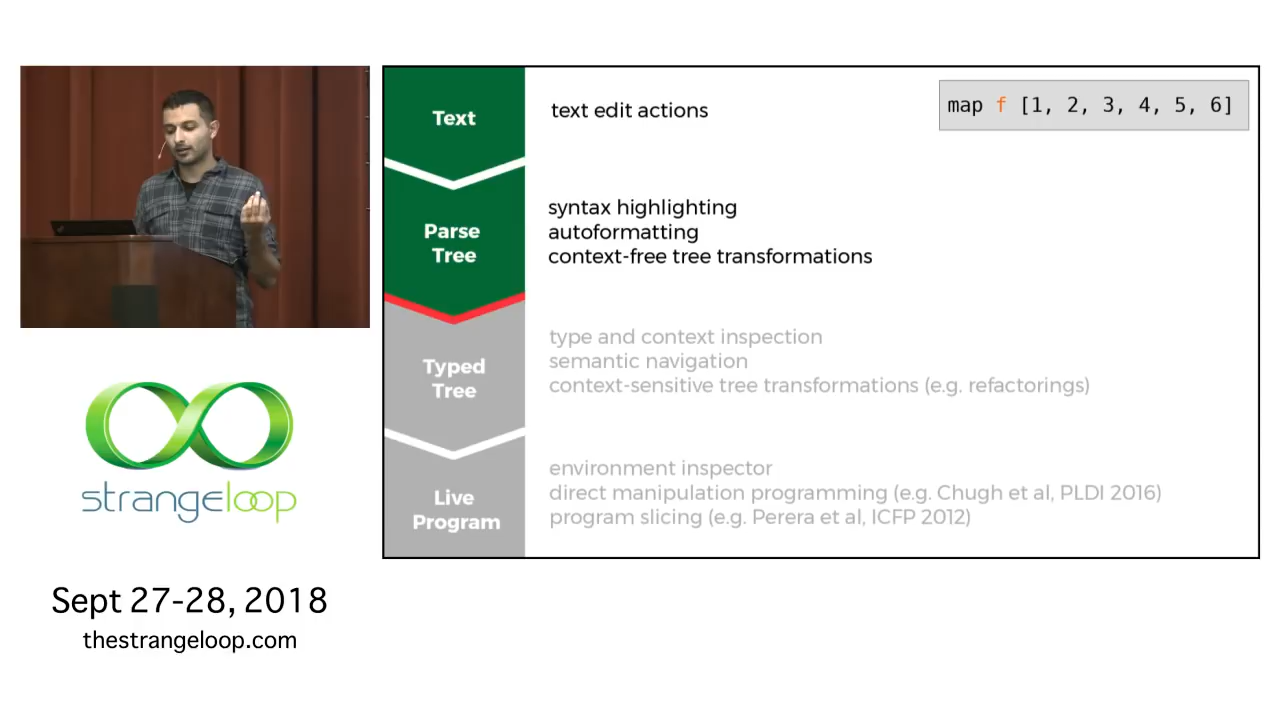 Text
text edit actions
map f [1, 2, 3, 4, 5, 6]
Parse
Tree
syntax highlighting
autoformatting
context-free tree transformations
Typed
Tree
type and context inspection
semantic navigation
context-sensitive tree transformations (e.g. refactorings)
Live
Program
environment inspector
direct manipulation programming (e.g. Chugh et al, PLDI 2016)
program slicing (e.g. Perera et al, ICFP 2012)
strangeloop
Sept 27-28, 2018
thestrangeloop.com